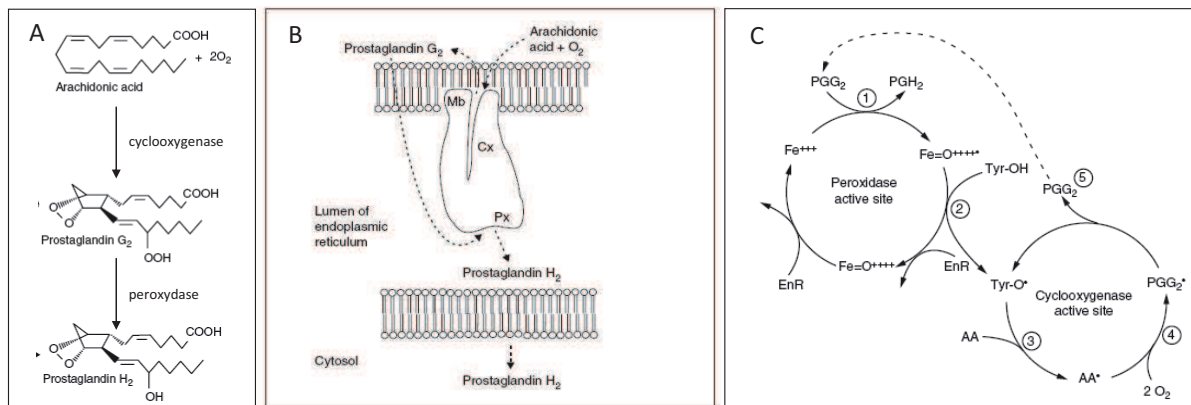 A
COOH
+ 2O2
Arachidonic acid
cyclooxygenase
COOH
O
O
Prostaglandin G2
OOH
peroxydase
COOH
O
O
Prostaglandin H2
OH
B
Prostaglandin G2
Arachidonic
acid + O2
Mb
Cx
Px
Lumen of
endoplasmic
reticulum
Prostaglandin H2
Cytosol
Prostaglandin H2
C
PGG2
PGH2
1
Fe+++
Fe=O++++•
Tyr-OH
PGG2
5
Peroxidase
active site
2
Fe=O++++
EnR
EnR
Tyr-O•
PGG2•
Cyclooxygenase
active site
AA
3
4
AA•
2 O2